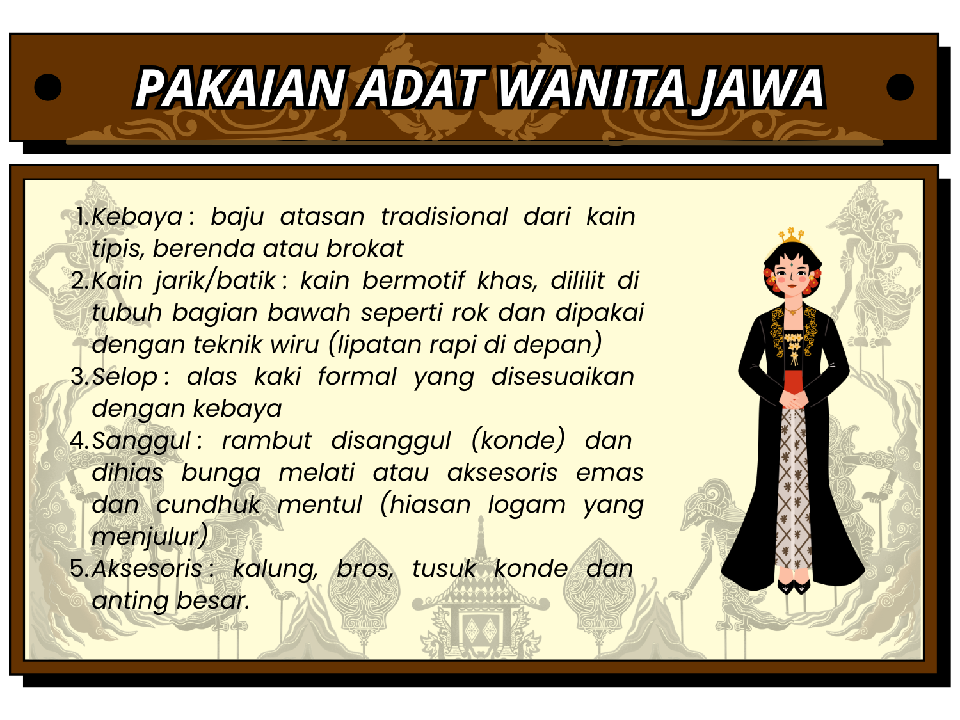 PAKAIAN ADAT WANITA JAWA
1. Kebaya : baju atasan tradisional dari kain
tipis, berenda atau brokat
2. Kain jarik/batik : kain bermotif khas, dililit di
tubuh bagian bawah seperti rok dan dipakai
dengan teknik wiru (lipatan rapi di depan)
3. Selop : alas kaki formal yang disesuaikan
dengan kebaya
4. Sanggul : rambut disanggul (konde) dan
dihias bunga melati atau aksesoris emas
dan cundhuk mentul (hiasan logam yang
menjulur)
5. Aksesoris : kalung, bros, tusuk konde dan
anting besar.